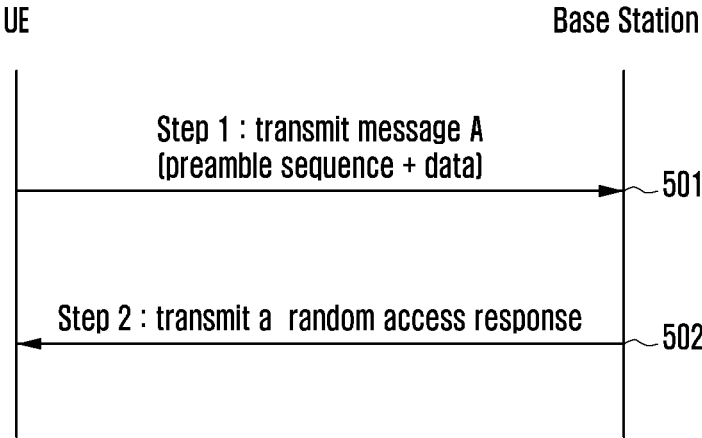 UE
Base Station
Step 1 : transmit message A
(preamble sequence + data)
501
Step 2 : transmit a random access response
502